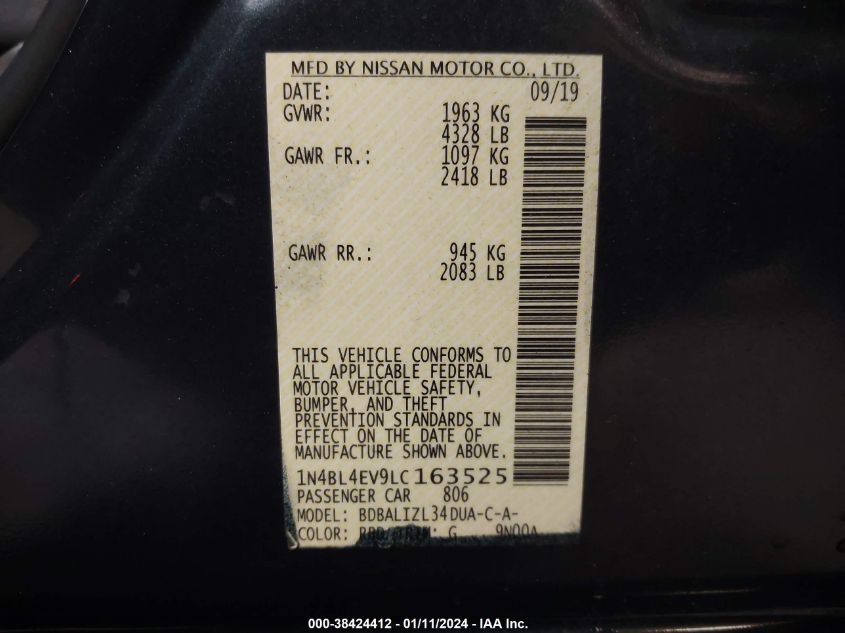 MFD BY NISSAN MOTOR CO., LTD.
DATE: 09/19
GVWR: 1963 KG
4328 LB
GAWR FR.: 1097 KG
2418 LB
GAWR RR.: 945 KG
2083 LB
THIS VEHICLE CONFORMS TO
ALL APPLICABLE FEDERAL
MOTOR VEHICLE SAFETY,
BUMPER, AND THEFT
PREVENTION STANDARDS IN
EFFECT ON THE DATE OF
MANUFACTURE SHOWN ABOVE.
1N4BL4EV9LC163525
PASSENGER CAR 806
MODEL: BDBALIZL34DUA-C-A-
COLOR: RBD/TRIM: G 9N00A
000-38424412 - 01/11/2024 - IAA Inc.